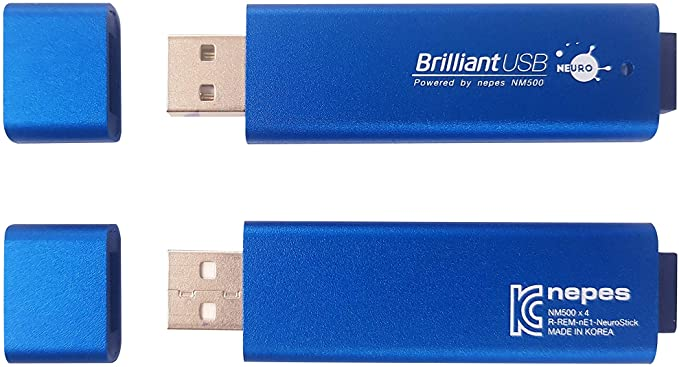 BrilliantUSB NEURO
Powered by nepes NM500
nepes
NM500 x 4
R-REM-nE1-NeuroStick
MADE IN KOREA